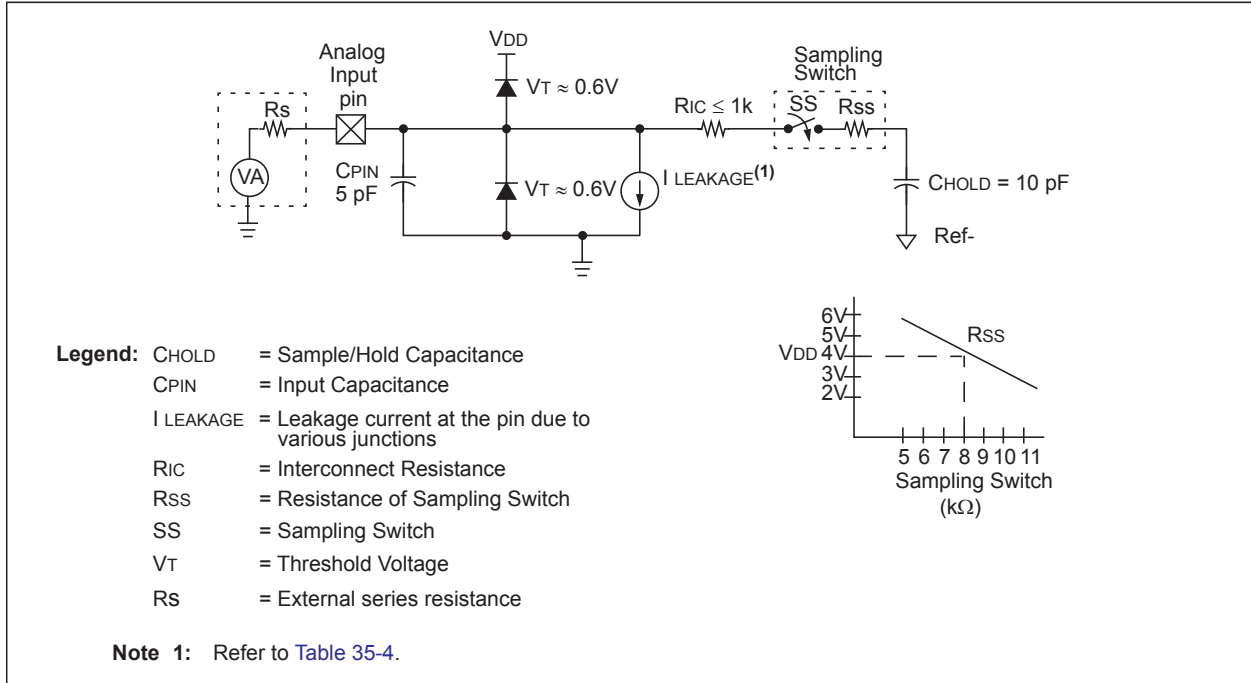 VDD
Analog
Input
pin
Sampling
Switch
VT ≈ 0.6V
RIC ≤ 1k
SS
Rss
Rs
VA
CPIN
5 pF
VT ≈ 0.6V
I LEAKAGE(1)
CHOLD = 10 pF
Ref-
6V
5V
VDD 4V
3V
2V
RSS
5 6 7 8 9 10 11
Sampling Switch
(kΩ)
Legend: CHOLD = Sample/Hold Capacitance
CPIN = Input Capacitance
I LEAKAGE = Leakage current at the pin due to
various junctions
RIC = Interconnect Resistance
RSS = Resistance of Sampling Switch
SS = Sampling Switch
VT = Threshold Voltage
Rs = External series resistance
Note 1: Refer to Table 35-4.